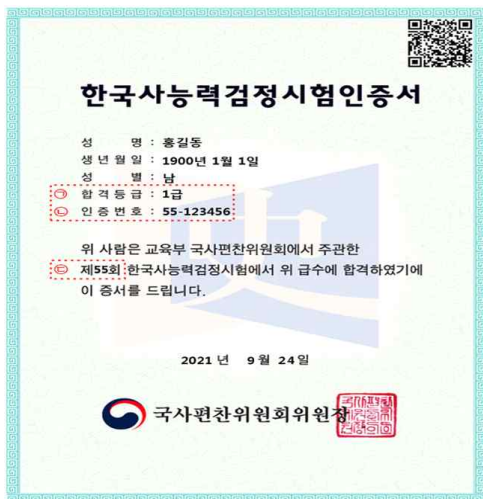 한국사능력검정시험인증서
성 명 : 홍길동
생년월일 : 1900년 1월 1일
성 별 : 남
㉠ 합격등급 : 1급
㉡ 인증번호 : 55-123456
위 사람은 교육부 국사편찬위원회에서 주관한
㉢ 제55회 한국사능력검정시험에서 위 급수에 합격하였기에
이 증서를 드립니다.
2021 년 9 월 24일
국사편찬위원회위원장